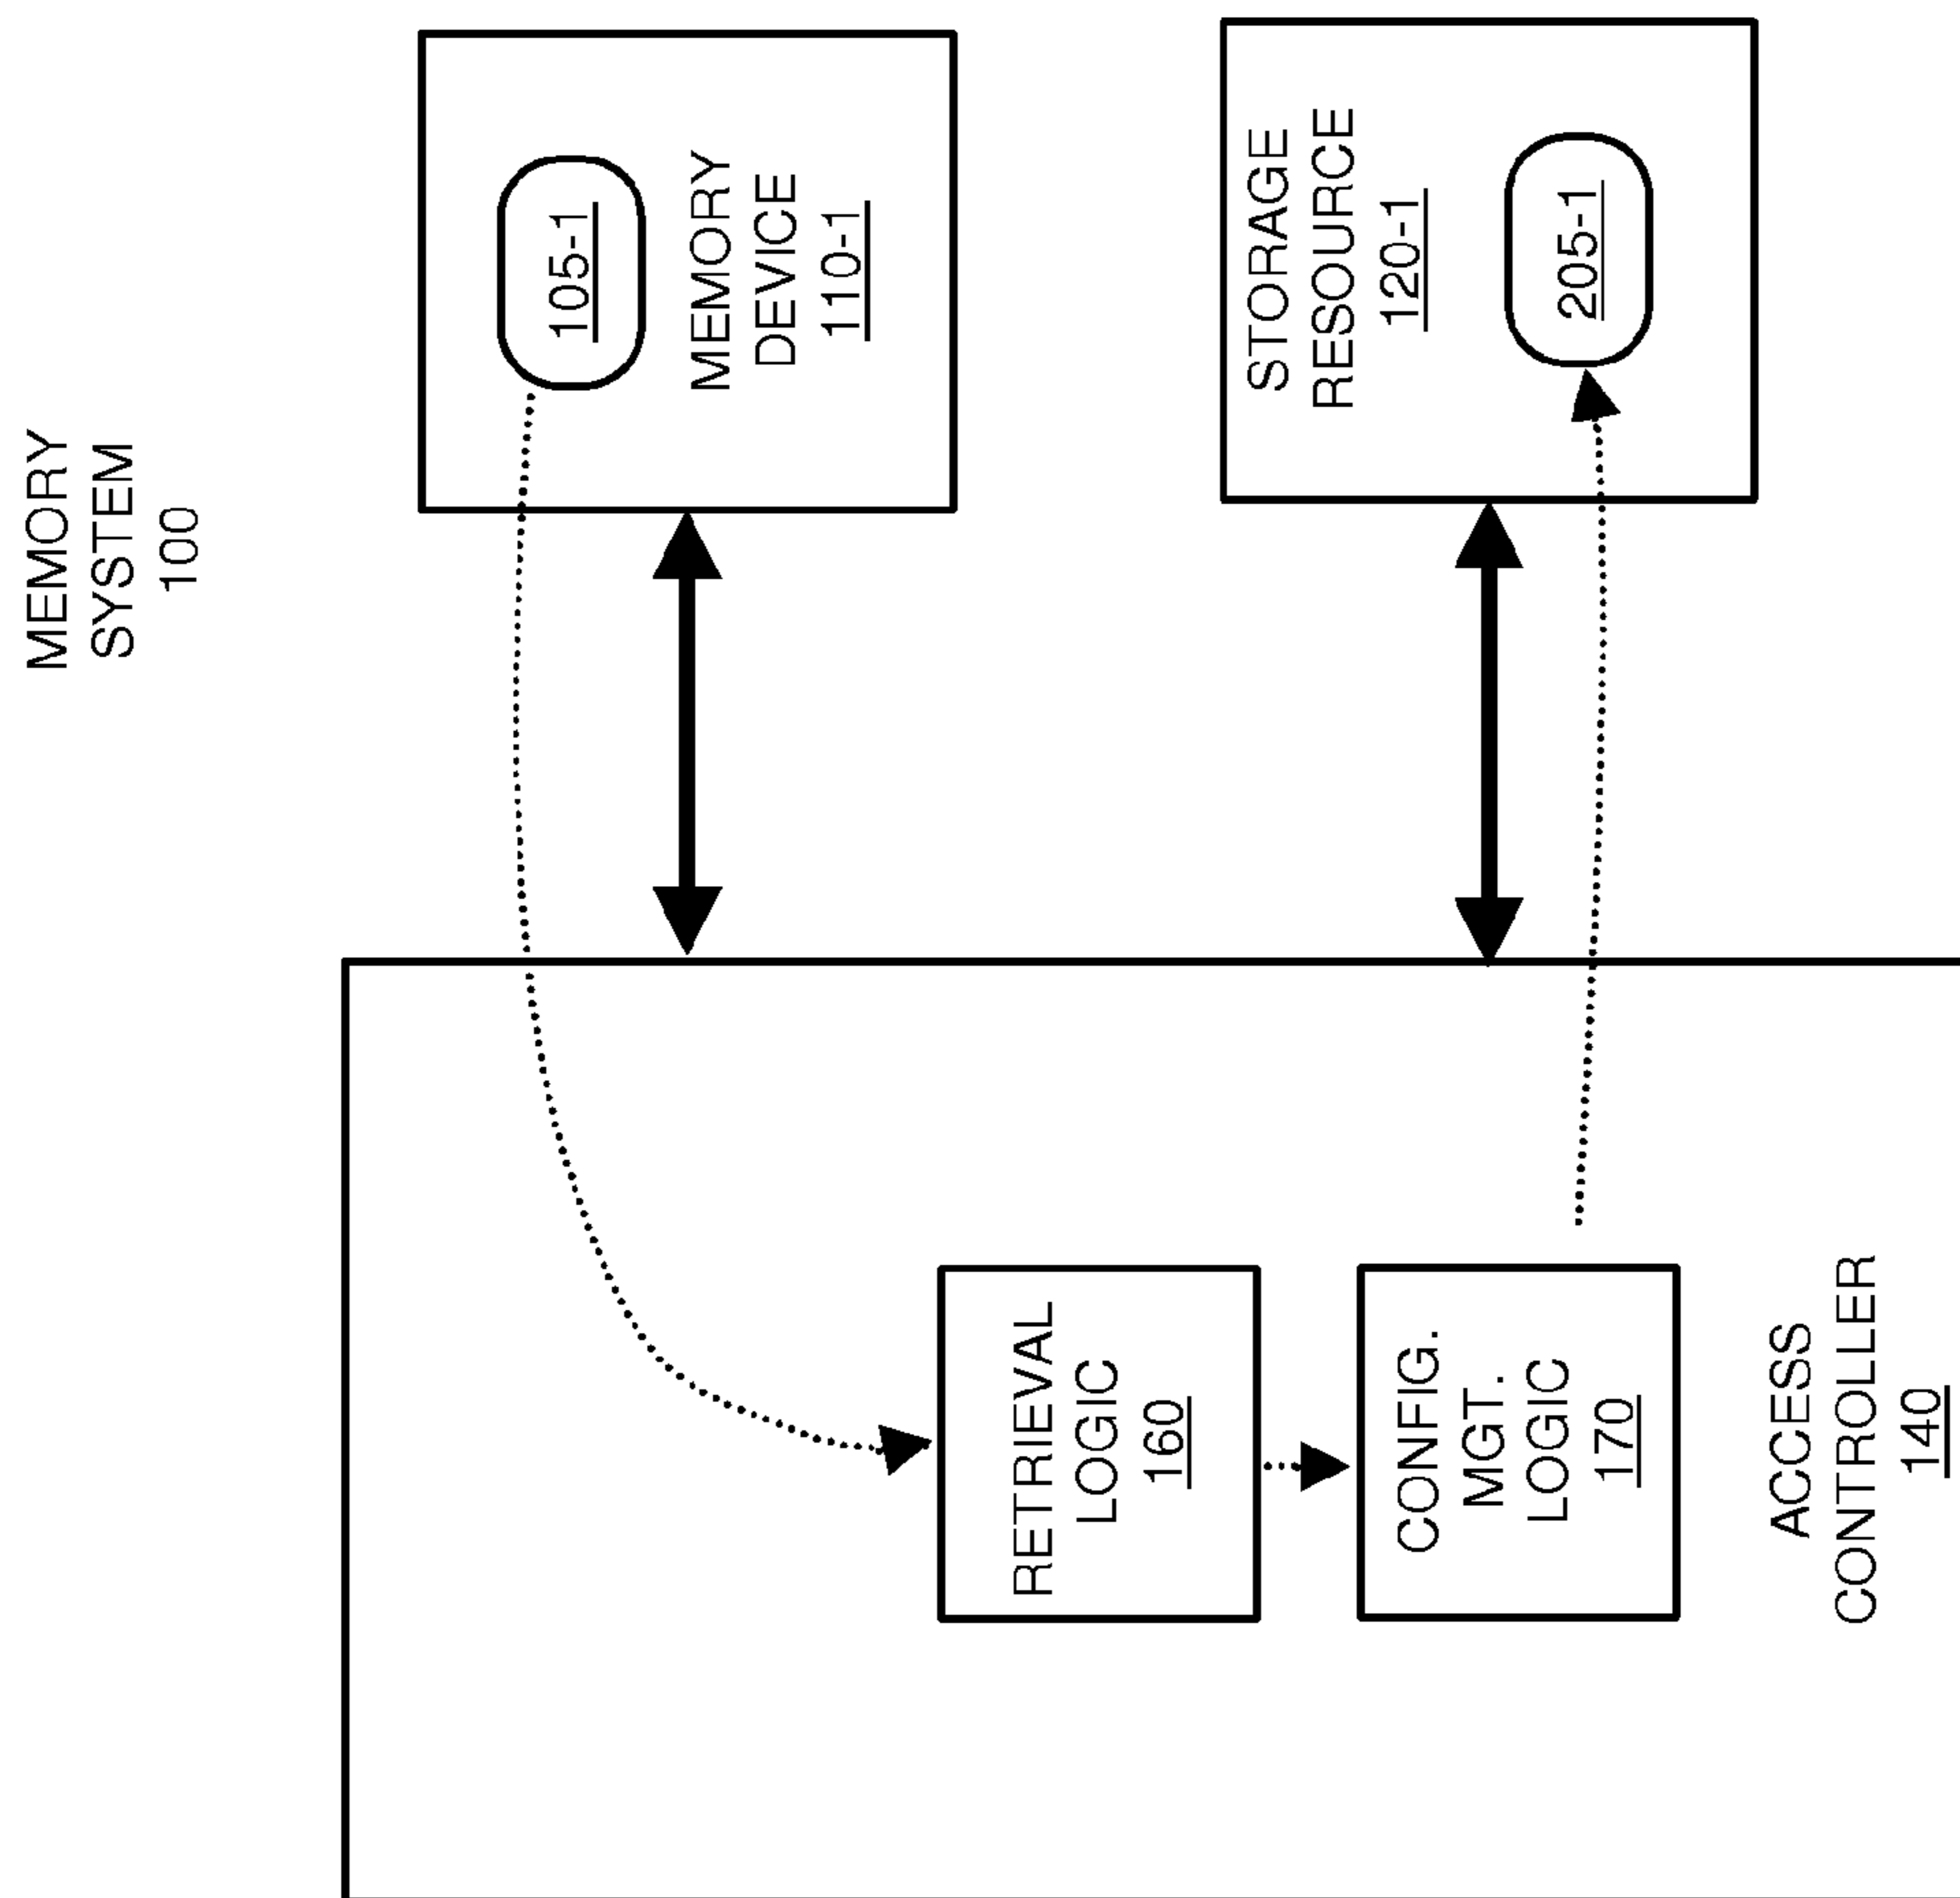 MEMORY
SYSTEM
100
105-1
MEMORY
DEVICE
110-1
STORAGE
RESOURCE
120-1
205-1
RETRIEVAL
LOGIC
160
CONFIG.
MGT.
LOGIC
170
ACCESS
CONTROLLER
140